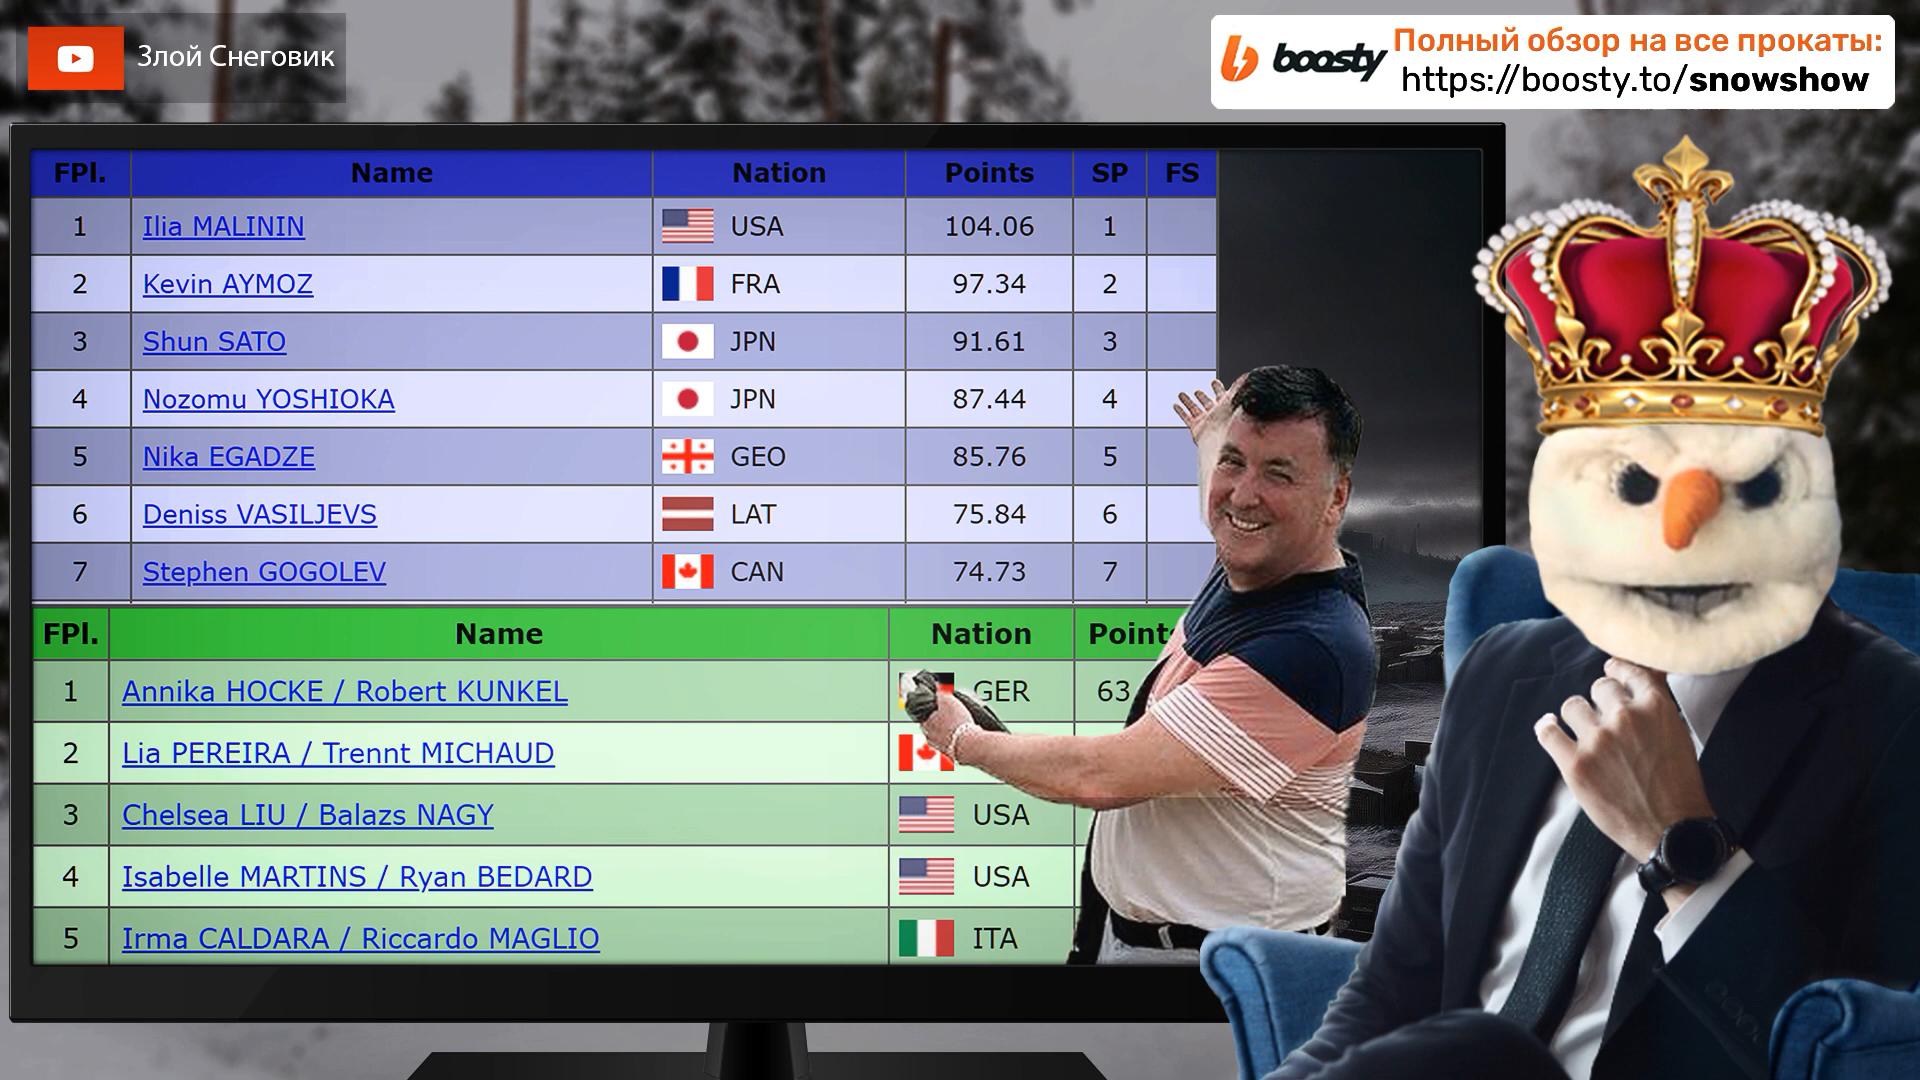 Злой Снеговик
boosty
Полный обзор на все прокаты:
https://boosty.to/snowshow
FPl. Name Nation Points SP FS
1 Ilia MALININ USA 104.06 1
2 Kevin AYMOZ FRA 97.34 2
3 Shun SATO JPN 91.61 3
4 Nozomu YOSHIOKA JPN 87.44 4
5 Nika EGADZE GEO 85.76 5
6 Deniss VASILJEVS LAT 75.84 6
7 Stephen GOGOLEV CAN 74.73 7
FPl. Name Nation Points
1 Annika HOCKE / Robert KUNKEL GER 63
2 Lia PEREIRA / Trennt MICHAUD
3 Chelsea LIU / Balazs NAGY USA
4 Isabelle MARTINS / Ryan BEDARD USA
5 Irma CALDARA / Riccardo MAGLIO ITA